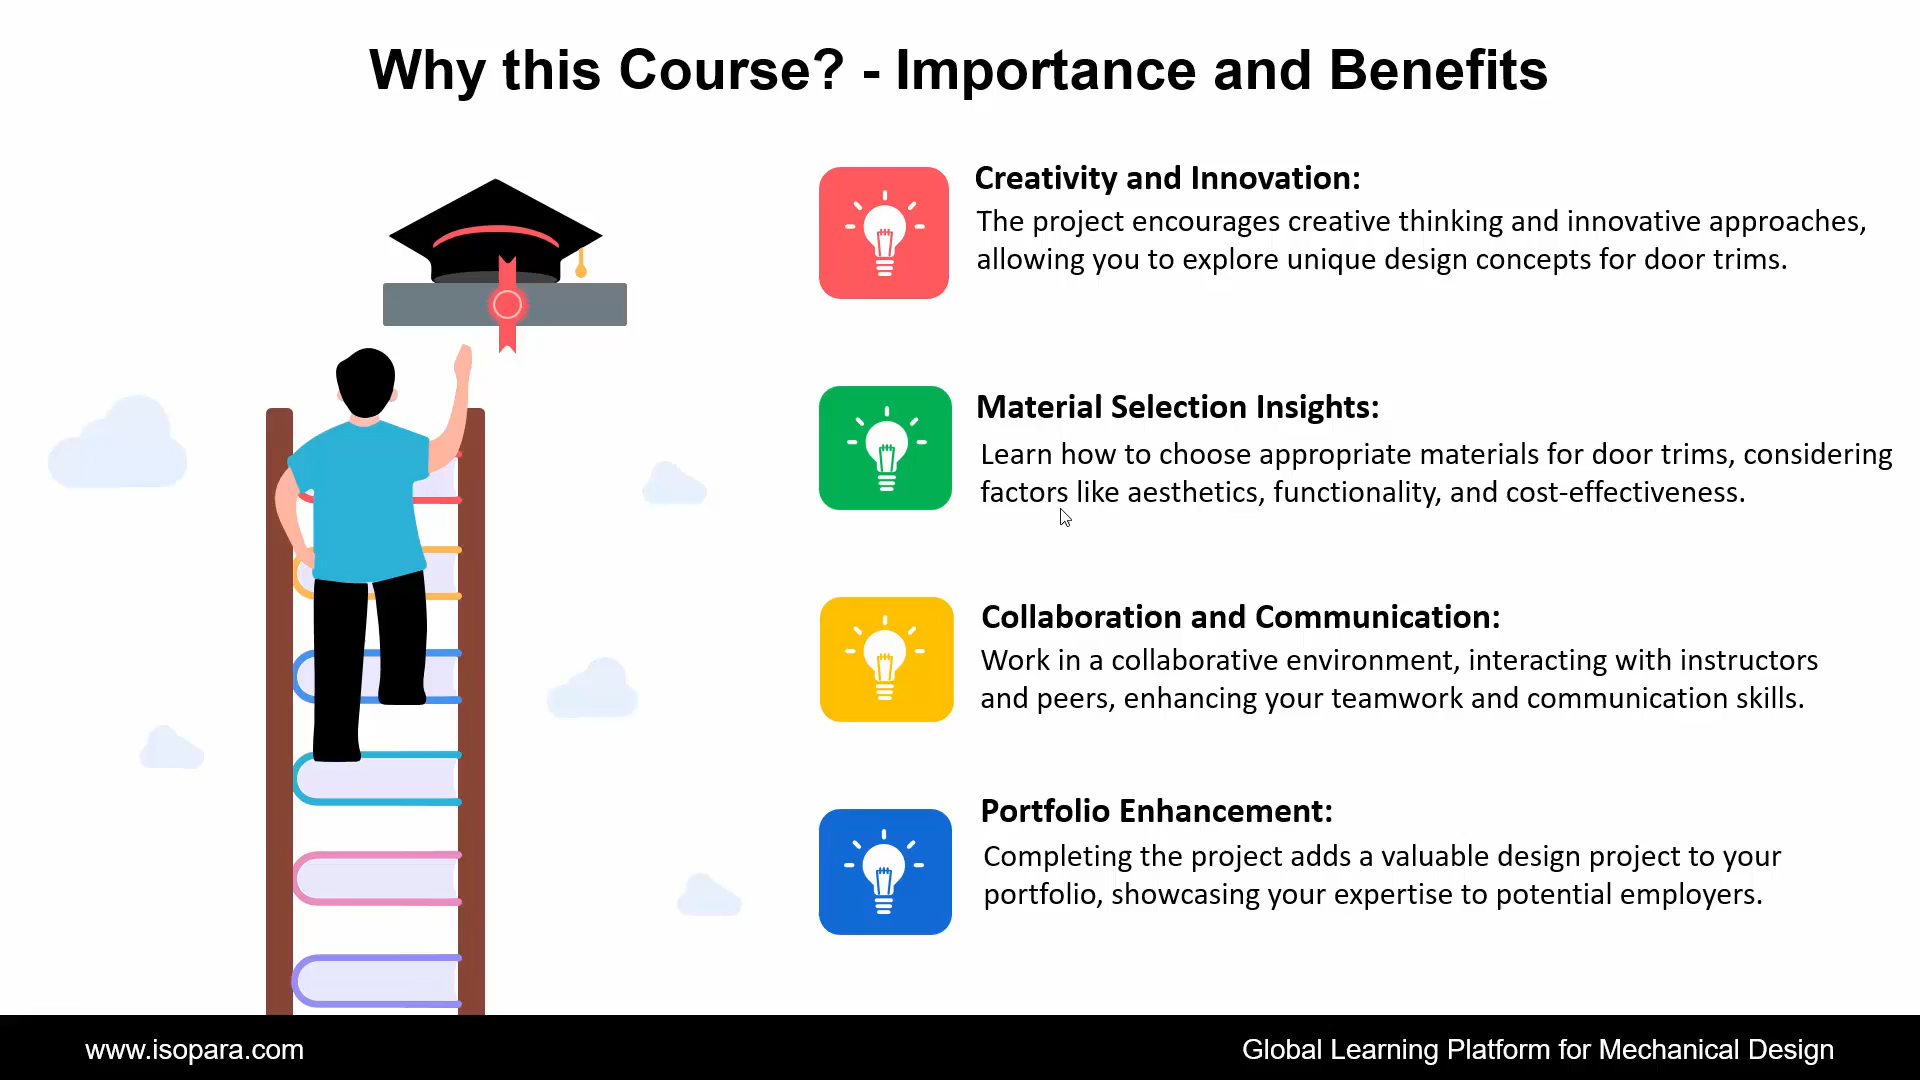 Why this Course? - Importance and Benefits
Creativity and Innovation:
The project encourages creative thinking and innovative approaches,
allowing you to explore unique design concepts for door trims.
Material Selection Insights:
Learn how to choose appropriate materials for door trims, considering
factors like aesthetics, functionality, and cost-effectiveness.
Collaboration and Communication:
Work in a collaborative environment, interacting with instructors
and peers, enhancing your teamwork and communication skills.
Portfolio Enhancement:
Completing the project adds a valuable design project to your
portfolio, showcasing your expertise to potential employers.
www.isopara.com
Global Learning Platform for Mechanical Design